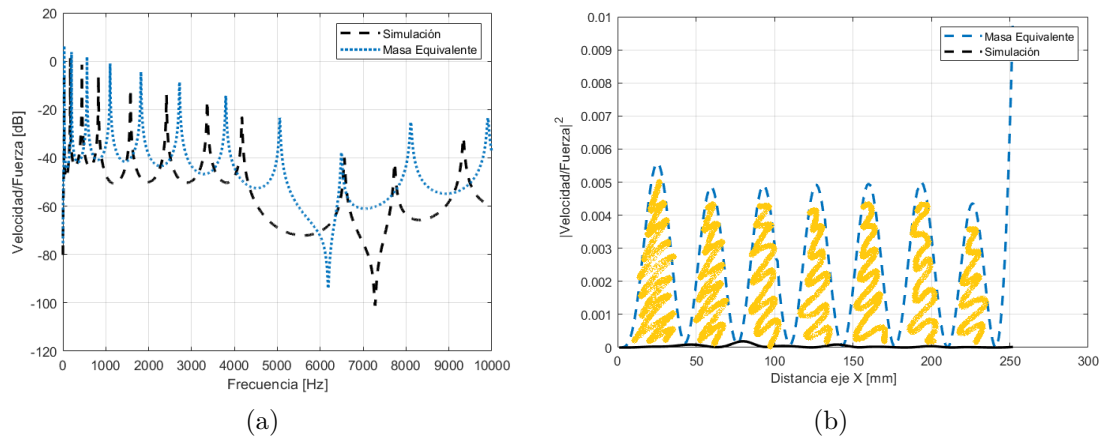 20
0
-20
-40
-60
-80
-100
-120
Velocidad/Fuerza [dB]
0 1000 2000 3000 4000 5000 6000 7000 8000 9000 10000
Frecuencia [Hz]
Simulación
Masa Equivalente
(a)
0.01
0.009
0.008
0.007
0.006
0.005
0.004
0.003
0.002
0.001
0
|Velocidad/Fuerza|²
0 50 100 150 200 250 300
Distancia eje X [mm]
Masa Equivalente
Simulación
(b)